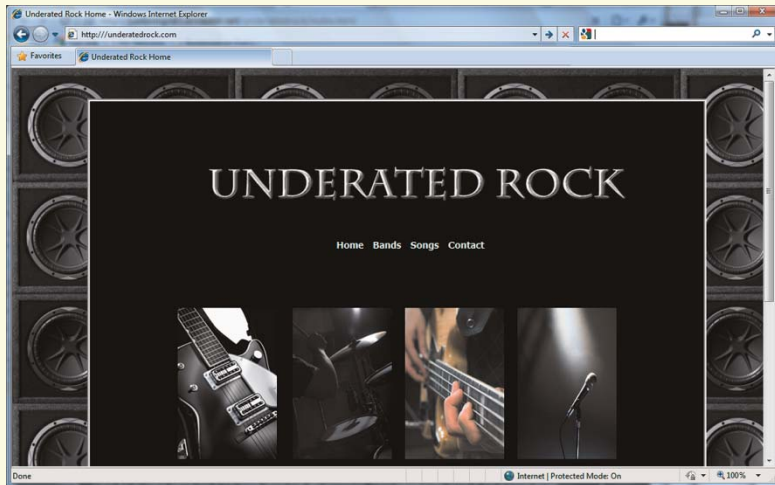 Underated Rock Home - Windows Internet Explorer
http:///underatedrock.com
Favorites
Underated Rock Home
UNDERATED ROCK
Home Bands Songs Contact
Done
Internet | Protected Mode: On
100%